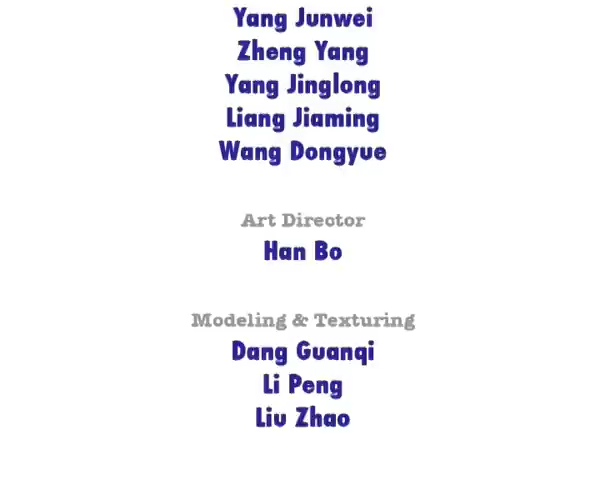 Yang Junwei
Zheng Yang
Yang Jinglong
Liang Jiaming
Wang Dongyue
Art Director
Han Bo
Modeling & Texturing
Dang Guanqi
Li Peng
Liu Zhao